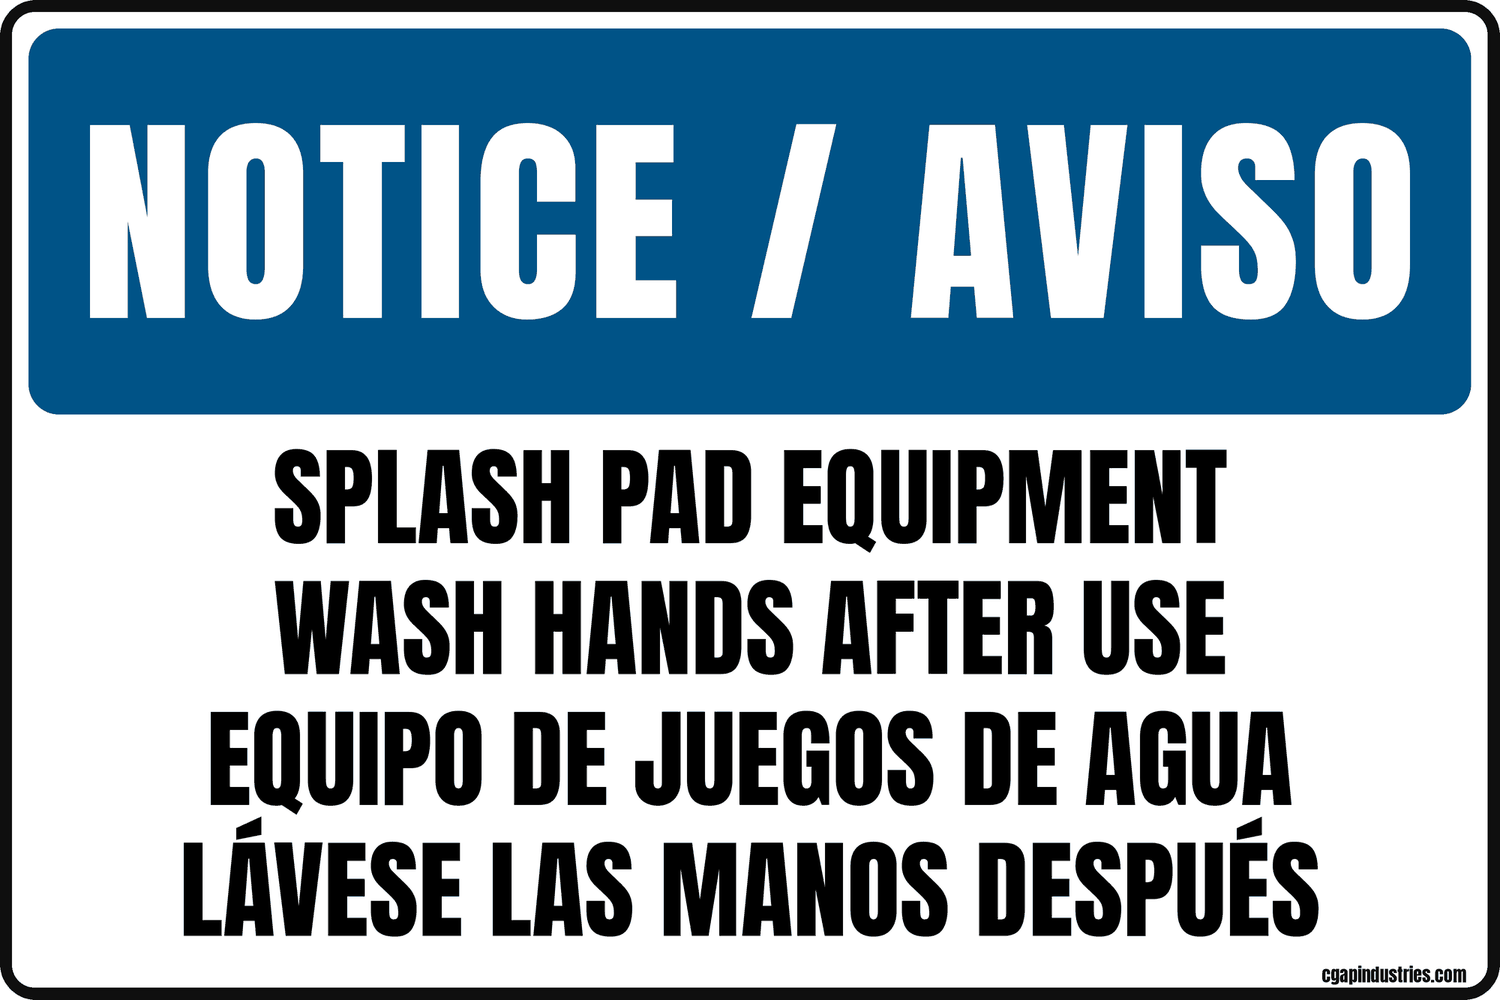 NOTICE / AVISO
SPLASH PAD EQUIPMENT
WASH HANDS AFTER USE
EQUIPO DE JUEGOS DE AGUA
LÁVESE LAS MANOS DESPUÉS
cgapindustries.com